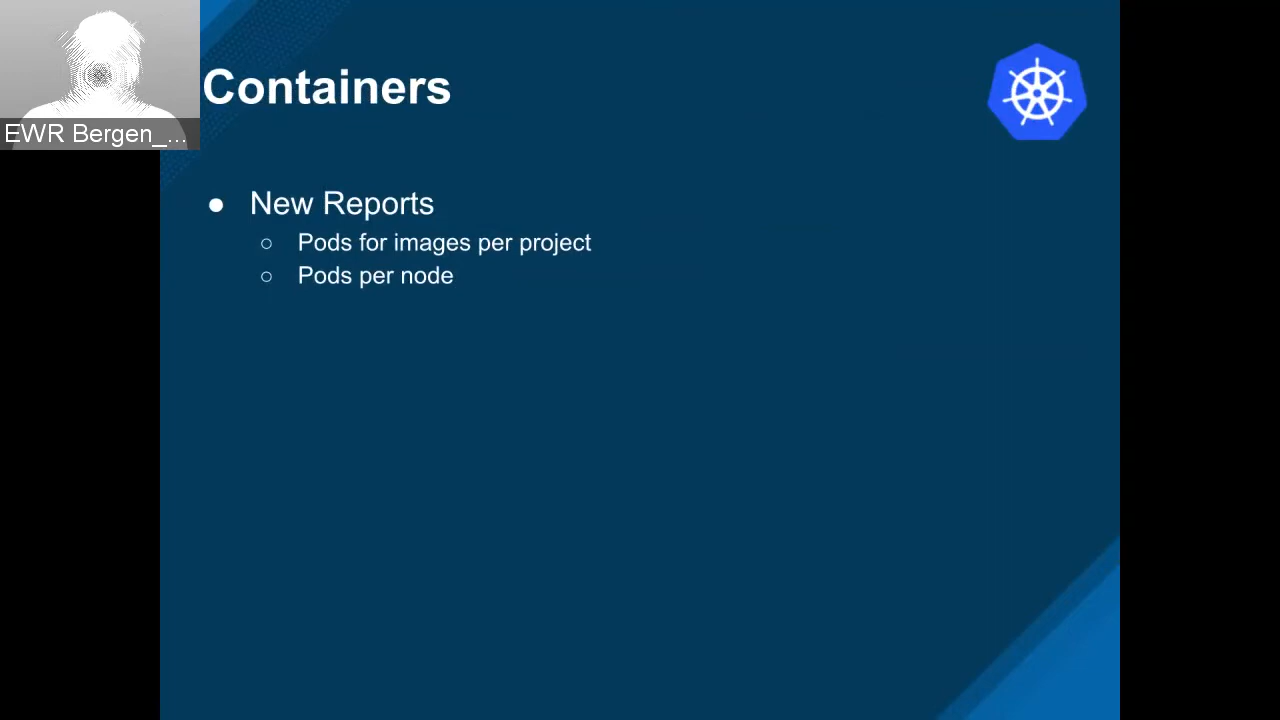 Containers
EWR Bergen_...
● New Reports
○ Pods for images per project
○ Pods per node